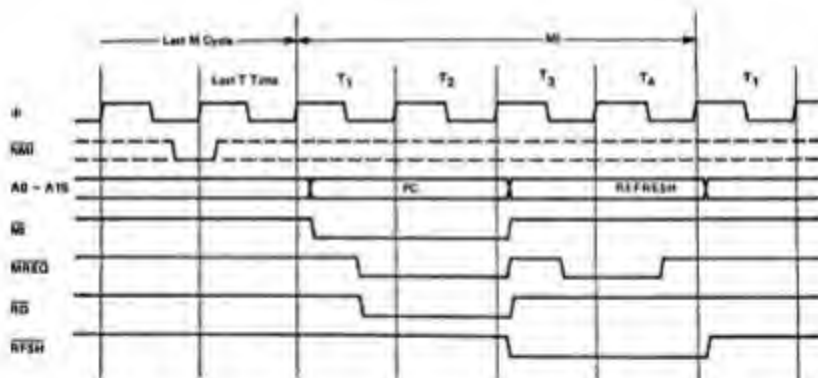 Last M Cycle
M1
Last T Time
T1
T2
T3
T4
T1
Φ
NMI
A0 – A15
PC
REFRESH
M1
MREQ
RD
RFSH